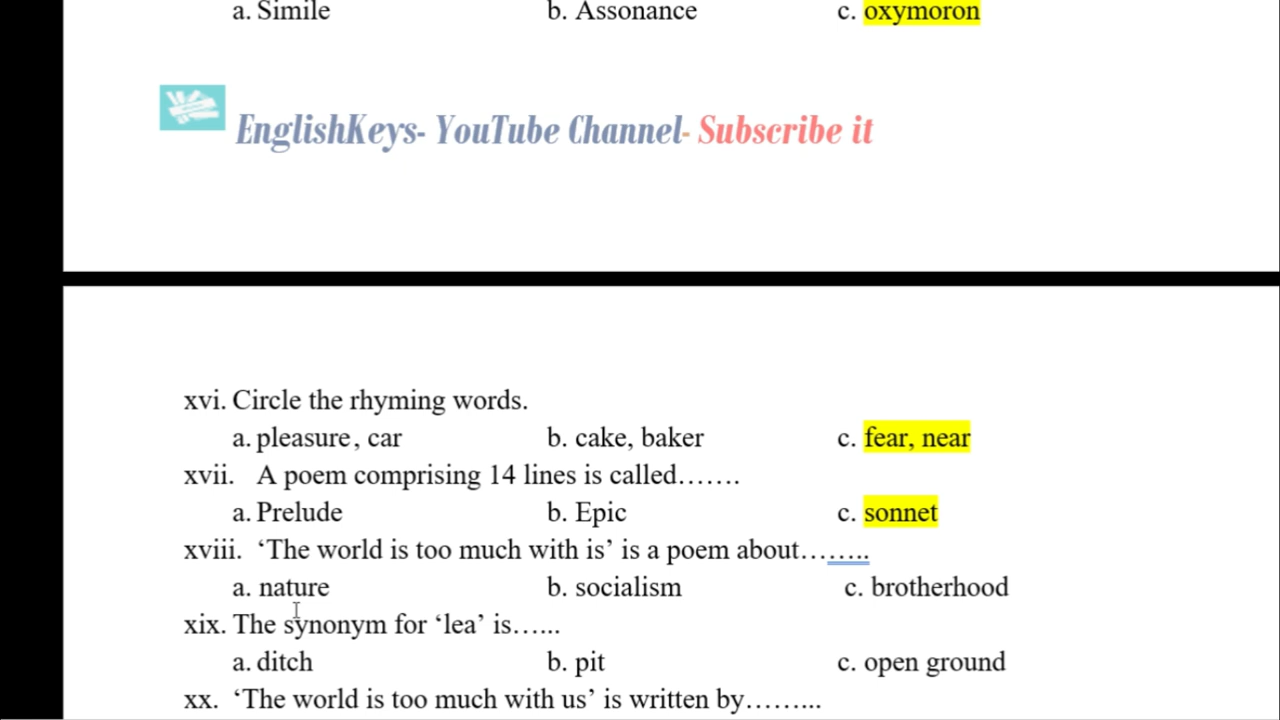 a. Simile b. Assonance c. oxymoron
EnglishKeys- YouTube Channel- Subscribe it
xvi. Circle the rhyming words.
a. pleasure, car b. cake, baker c. fear, near
xvii. A poem comprising 14 lines is called…….
a. Prelude b. Epic c. sonnet
xviii. ‘The world is too much with is’ is a poem about……..
a. nature b. socialism c. brotherhood
xix. The synonym for ‘lea’ is…...
a. ditch b. pit c. open ground
xx. ‘The world is too much with us’ is written by……...